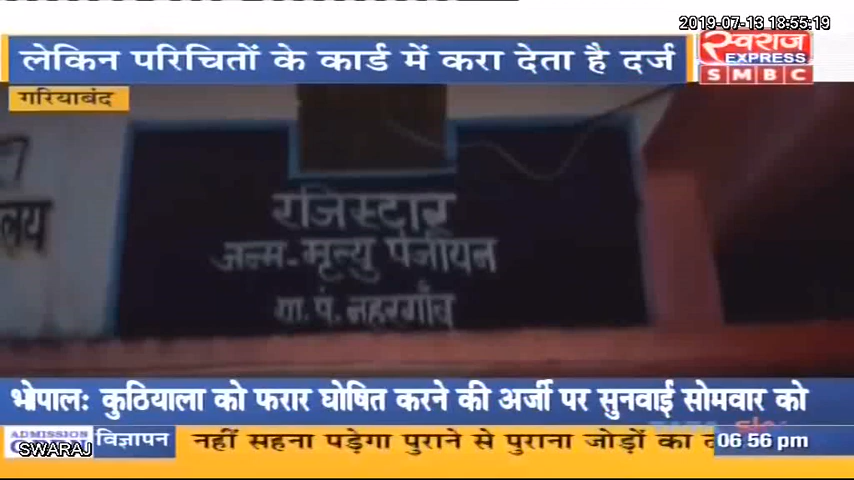 2019-07-13 18:55:19
लेकिन परिचितों के कार्ड में करा देता है दर्ज
स्वराज
EXPRESS
SMBC
गरियाबंद
लय
रजिस्टार
जन्म-मृत्यु पंजीयन
ग्रा. पं. नहरगाँव
भोपाल: कुठियाला को फरार घोषित करने की अर्जी पर सुनवाई सोमवार को
ADMISSION
SWARAJ
विज्ञापन
नहीं सहना पड़ेगा पुराने से पुराना जोड़ों का
06:56 pm